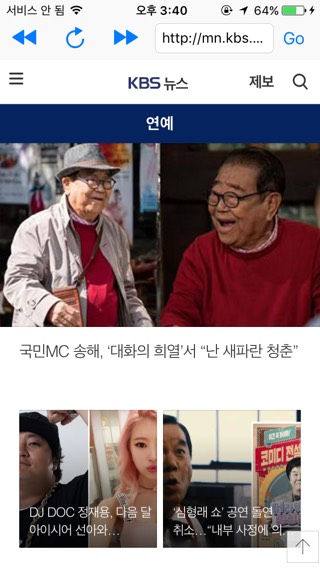 서비스 안 됨
오후 3:40
64%
http://mn.kbs....
Go
KBS 뉴스
제보
연예
국민MC 송해, ‘대화의 희열’서 “난 새파란 청춘”
DJ DOC 정재용, 다음 달
아이시어 선아와…
‘심형래 쇼’ 공연 돌연
취소…“내부 사정에 의
코미디 전설